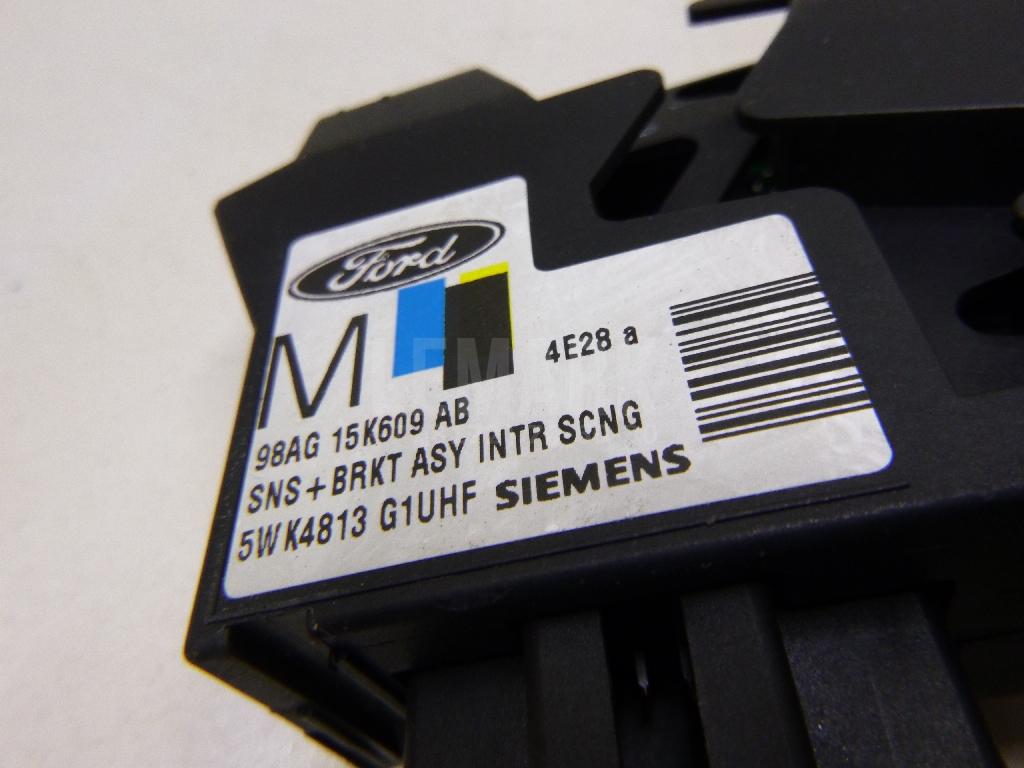 Ford
M
4E28 a
98AG 15K609 AB
SNS+BRKT ASY INTR SCNG
5WK4813 G1UHF SIEMENS